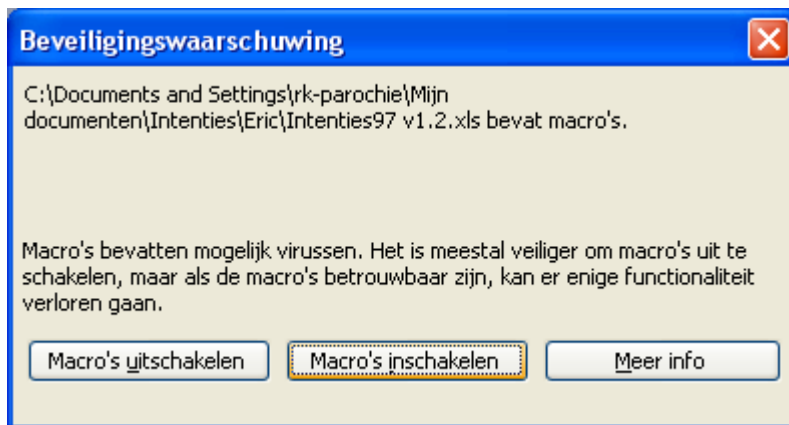 Beveiligingswaarschuwing
C:\Documents and Settings\rk-parochie\Mijn
documenten\Intenties\Eric\Intenties97 v1.2.xls bevat macro's.
Macro's bevatten mogelijk virussen. Het is meestal veiliger om macro's uit te
schakelen, maar als de macro's betrouwbaar zijn, kan er enige functionaliteit
verloren gaan.
Macro's uitschakelen Macro's inschakelen Meer info